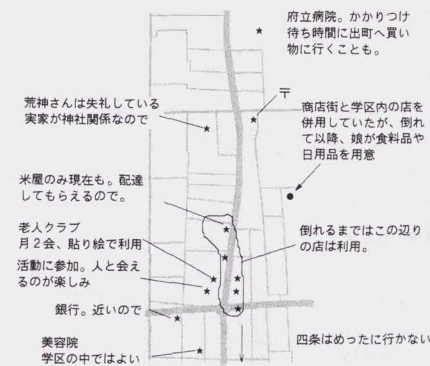 府立病院。かかりつけ
待ち時間に出町へ買い
物に行くことも。
〒
荒神さんは失礼している
実家が神社関係なので
商店街と学区内の店を
併用していたが、倒れ
て以降、娘が食料品や
日用品を用意
米屋のみ現在も。配達
してもらえるので。
老人クラブ
月2会、貼り絵で利用
倒れるまではこの辺り
の店は利用。
活動に参加。人と会え
るのが楽しみ
銀行。近いので
美容院
学区の中ではよい
四条はめったに行かない